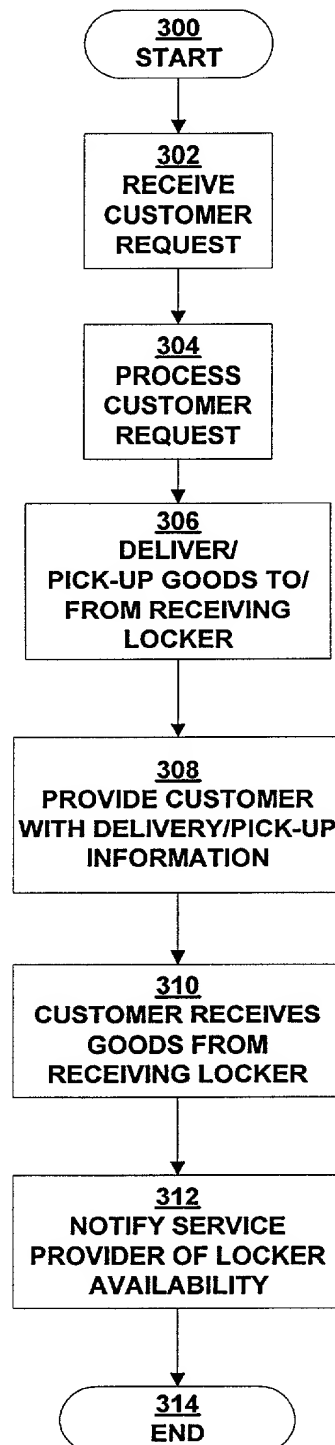 300
START
302
RECEIVE
CUSTOMER
REQUEST
304
PROCESS
CUSTOMER
REQUEST
306
DELIVER/
PICK-UP GOODS TO/
FROM RECEIVING
LOCKER
308
PROVIDE CUSTOMER
WITH DELIVERY/PICK-UP
INFORMATION
310
CUSTOMER RECEIVES
GOODS FROM
RECEIVING LOCKER
312
NOTIFY SERVICE
PROVIDER OF LOCKER
AVAILABILITY
314
END